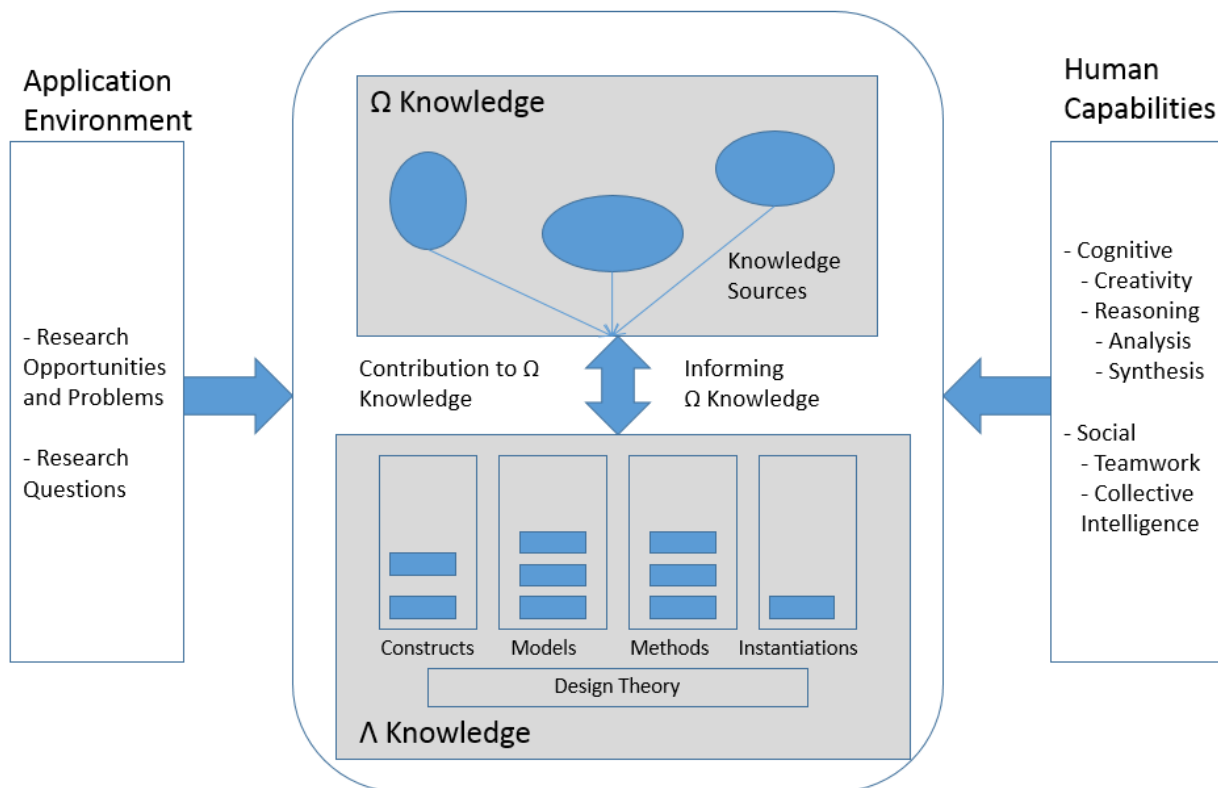 Application
Environment
- Research
Opportunities
and Problems
- Research
Questions
Ω Knowledge
Knowledge
Sources
Contribution to Ω
Knowledge
Informing
Ω Knowledge
Constructs
Models
Methods
Instantiations
Design Theory
Λ Knowledge
Human
Capabilities
- Cognitive
- Creativity
- Reasoning
- Analysis
- Synthesis
- Social
- Teamwork
- Collective
Intelligence